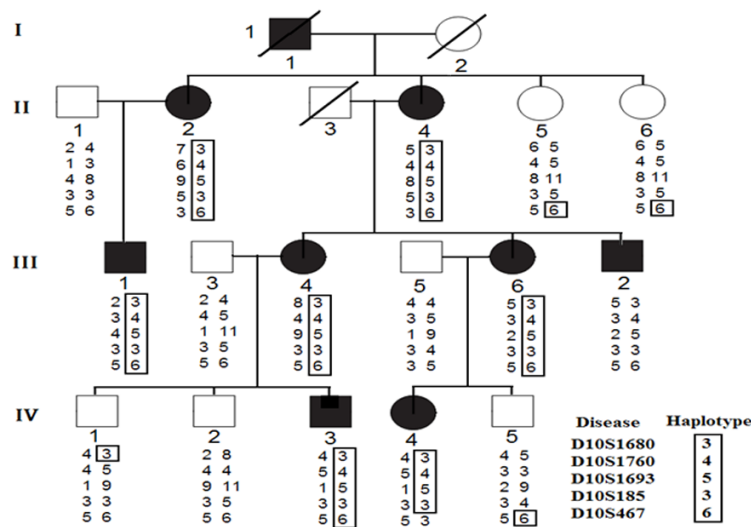 I
1
1 2
II
1 2 3 4 5 6
2 4 7 3 5 3 6 5 6 5
1 3 6 4 4 4 4 5 4 5
4 8 9 5 8 5 8 11 8 11
3 3 5 3 5 3 3 5 3 5
5 6 3 6 3 6 5 6 5 6
III
1 3 4 5 6 2
2 3 2 4 8 3 4 4 5 3 5 3
3 4 4 5 4 4 3 5 3 4 3 4
4 5 1 11 9 5 1 9 2 5 2 5
3 3 3 5 3 3 3 4 3 3 3 3
5 6 5 6 5 6 3 5 5 6 5 6
IV
1 2 3 4 5
4 3 2 8 4 3 4 3 4 5
4 5 4 4 5 4 5 4 3 3
1 9 9 11 1 5 1 5 2 9
3 3 3 5 3 3 3 3 3 5
5 6 5 6 5 6 5 3 5 6
Disease Haplotype
D10S1680 3
D10S1760 4
D10S1693 5
D10S185 3
D10S467 6